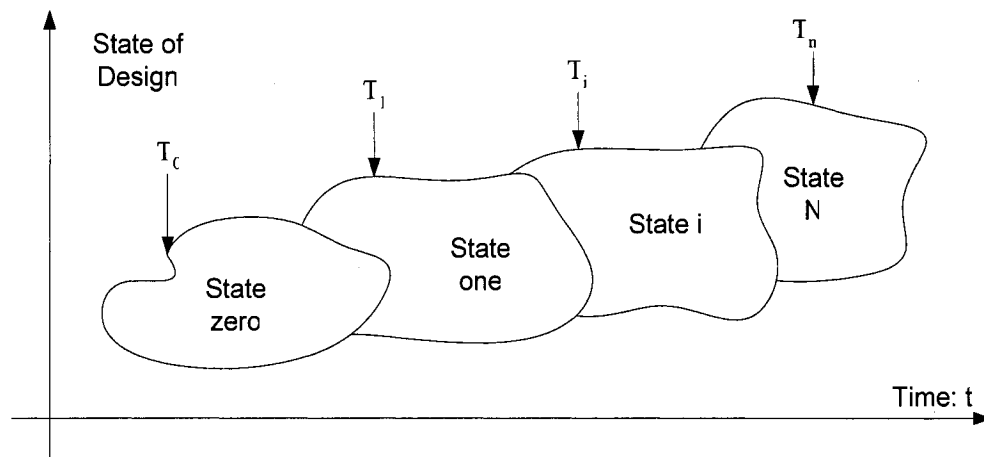 State of
Design
T₀
T₁
Tᵢ
Tₙ
State
zero
State
one
State i
State
N
Time: t